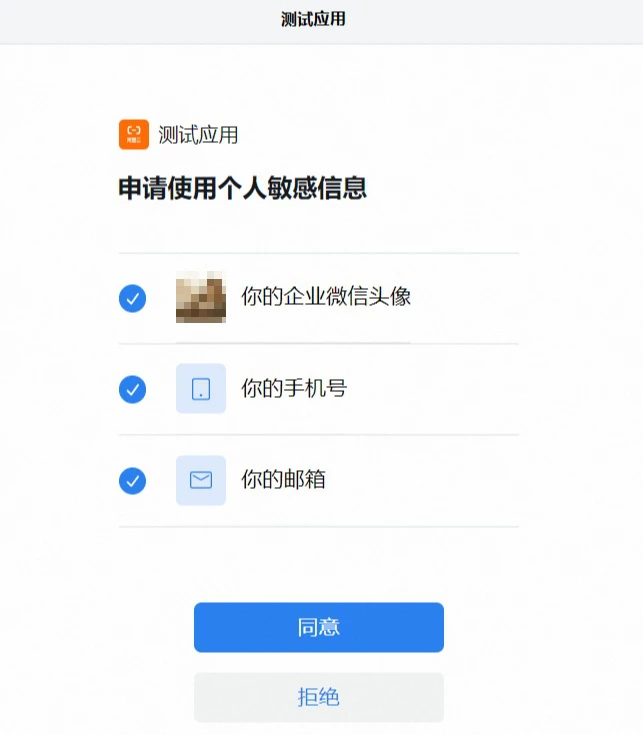 测试应用
测试应用
申请使用个人敏感信息
你的企业微信头像
你的手机号
你的邮箱
同意
拒绝